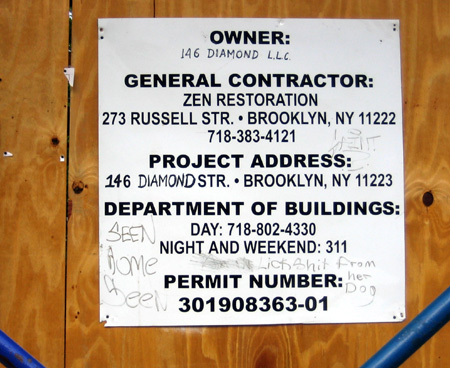 OWNER:
146 DIAMOND L.L.C.
GENERAL CONTRACTOR:
ZEN RESTORATION
273 RUSSELL STR. • BROOKLYN, NY 11222
718-383-4121
PROJECT ADDRESS:
146 DIAMOND STR. • BROOKLYN, NY 11223
DEPARTMENT OF BUILDINGS:
DAY: 718-802-4330
NIGHT AND WEEKEND: 311
SEEN
Rome
Seen
Lick shit from
her
Dog
PERMIT NUMBER:
301908363-01